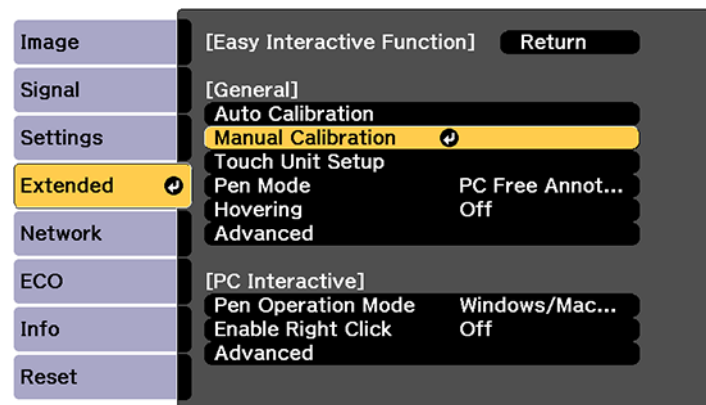 Image
Signal
Settings
Extended
Network
ECO
Info
Reset
[Easy Interactive Function] Return
[General]
Auto Calibration
Manual Calibration
Touch Unit Setup
Pen Mode PC Free Annot...
Hovering Off
Advanced
[PC Interactive]
Pen Operation Mode Windows/Mac...
Enable Right Click Off
Advanced